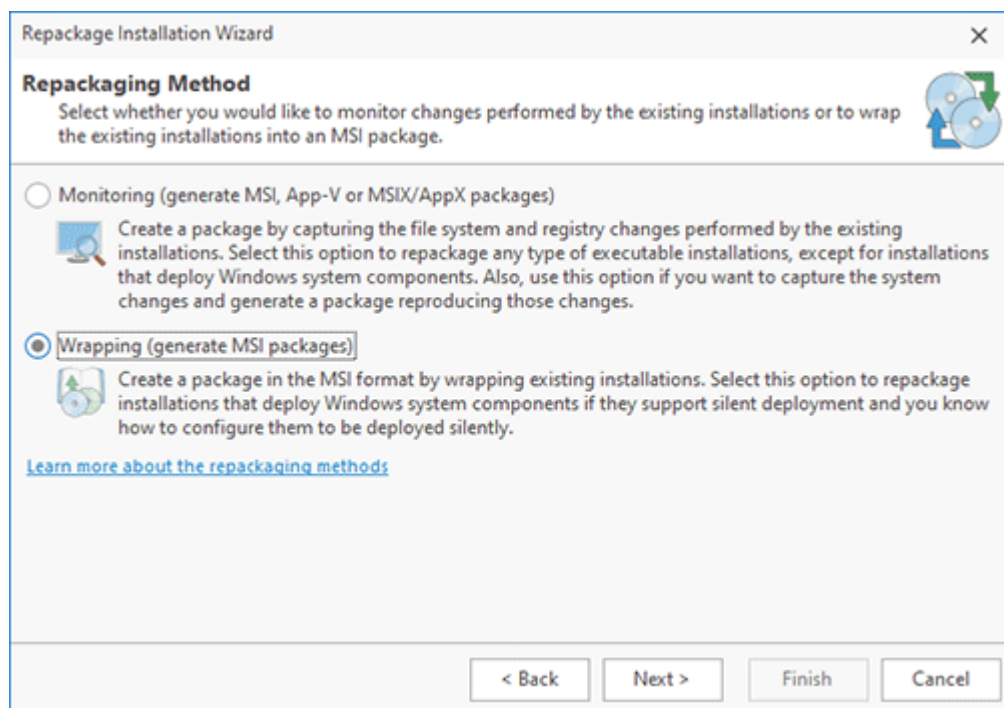 Repackage Installation Wizard
Repackaging Method
Select whether you would like to monitor changes performed by the existing installations or to wrap
the existing installations into an MSI package.
Monitoring (generate MSI, App-V or MSIX/AppX packages)
Create a package by capturing the file system and registry changes performed by the existing
installations. Select this option to repackage any type of executable installations, except for installations
that deploy Windows system components. Also, use this option if you want to capture the system
changes and generate a package reproducing those changes.
Wrapping (generate MSI packages)
Create a package in the MSI format by wrapping existing installations. Select this option to repackage
installations that deploy Windows system components if they support silent deployment and you know
how to configure them to be deployed silently.
Learn more about the repackaging methods
< Back
Next >
Finish
Cancel